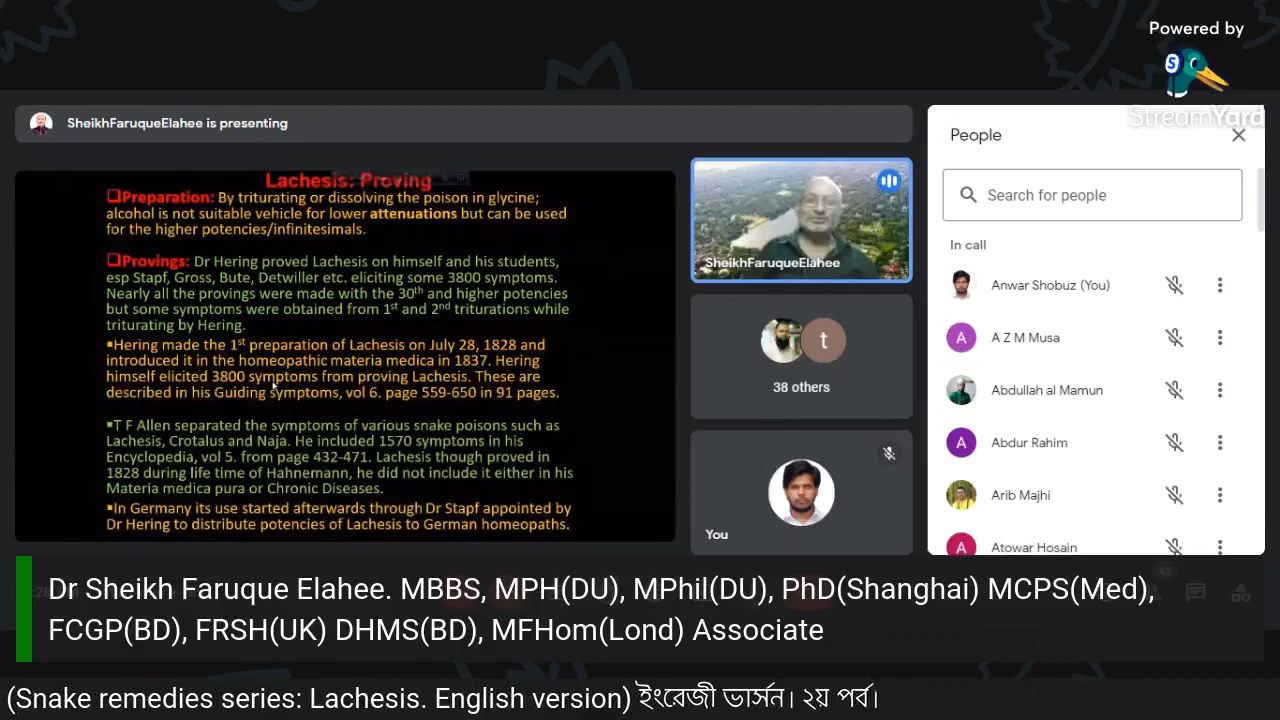 Powered by
StreamYard
SheikhFaruqueElahee is presenting
Lachesis: Proving
❑Preparation: By triturating or dissolving the poison in glycine;
alcohol is not suitable vehicle for lower attenuations but can be used
for the higher potencies/infinitesimals.
❑Provings: Dr Hering proved Lachesis on himself and his students,
esp Stapf, Gross, Bute, Detwiller etc. eliciting some 3800 symptoms.
Nearly all the provings were made with the 30th and higher potencies
but some symptoms were obtained from 1st and 2nd triturations while
triturating by Hering.
▪Hering made the 1st preparation of Lachesis on July 28, 1828 and
introduced it in the homeopathic materia medica in 1837. Hering
himself elicited 3800 symptoms from proving Lachesis. These are
described in his Guiding symptoms, vol 6. page 559-650 in 91 pages.
▪T F Allen separated the symptoms of various snake poisons such as
Lachesis, Crotalus and Naja. He included 1570 symptoms in his
Encyclopedia, vol 5. from page 432-471. Lachesis though proved in
1828 during life time of Hahnemann, he did not include it either in his
Materia medica pura or Chronic Diseases.
▪In Germany its use started afterwards through Dr Stapf appointed by
Dr Hering to distribute potencies of Lachesis to German homeopaths.
SheikhFaruqueElahee
t
38 others
You
People
Search for people
In call
Anwar Shobuz (You)
A A Z M Musa
Abdullah al Mamun
A Abdur Rahim
Arib Majhi
A Atowar Hosain
43
Dr Sheikh Faruque Elahee. MBBS, MPH(DU), MPhil(DU), PhD(Shanghai) MCPS(Med),
FCGP(BD), FRSH(UK) DHMS(BD), MFHom(Lond) Associate
(Snake remedies series: Lachesis. English version) ইংরেজী ভার্সন। ২য় পর্ব।